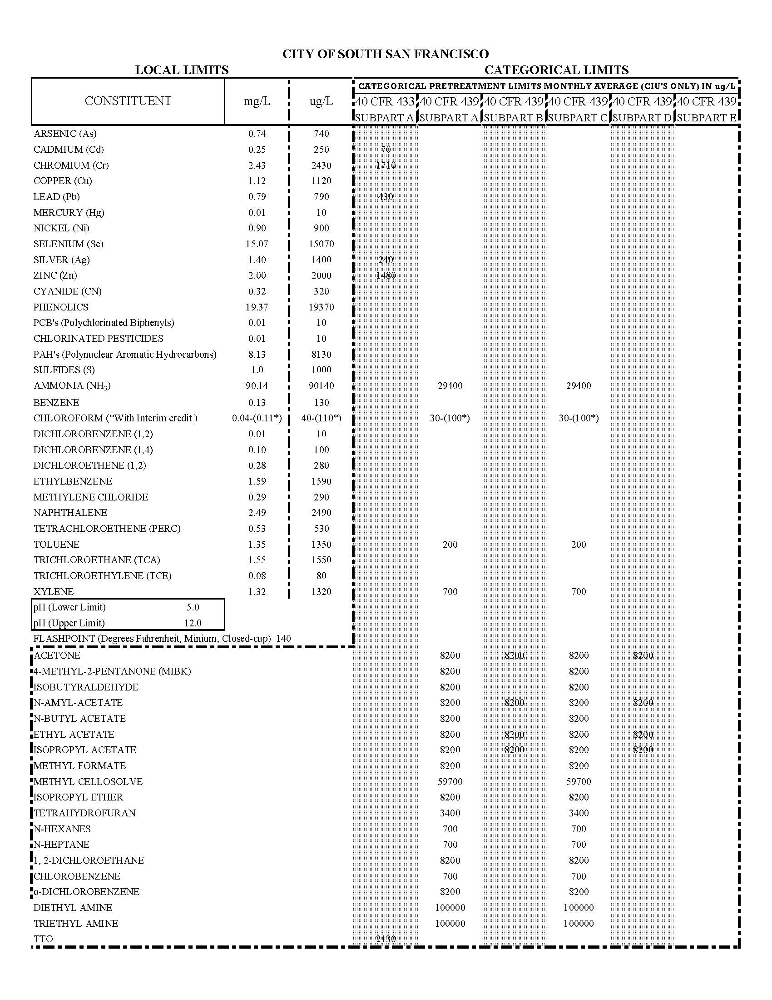 CITY OF SOUTH SAN FRANCISCO
LOCAL LIMITS CATEGORICAL LIMITS
CATEGORICAL PRETREATMENT LIMITS MONTHLY AVERAGE (CIU'S ONLY) IN ug/L
CONSTITUENT mg/L ug/L 40 CFR 433 40 CFR 439 40 CFR 439 40 CFR 439 40 CFR 439 40 CFR 439
SUBPART A SUBPART A SUBPART B SUBPART C SUBPART D SUBPART E
ARSENIC (As) 0.74 740
CADMIUM (Cd) 0.25 250 70
CHROMIUM (Cr) 2.43 2430 1710
COPPER (Cu) 1.12 1120
LEAD (Pb) 0.79 790 430
MERCURY (Hg) 0.01 10
NICKEL (Ni) 0.90 900
SELENIUM (Se) 15.07 15070
SILVER (Ag) 1.40 1400 240
ZINC (Zn) 2.00 2000 1480
CYANIDE (CN) 0.32 320
PHENOLICS 19.37 19370
PCB's (Polychlorinated Biphenyls) 0.01 10
CHLORINATED PESTICIDES 0.01 10
PAH's (Polynuclear Aromatic Hydrocarbons) 8.13 8130
SULFIDES (S) 1.0 1000
AMMONIA (NH3) 90.14 90140 29400 29400
BENZENE 0.13 130
CHLOROFORM (*With Interim credit ) 0.04-(0.11*) 40-(110*) 30-(100*) 30-(100*)
DICHLOROBENZENE (1,2) 0.01 10
DICHLOROBENZENE (1,4) 0.10 100
DICHLOROETHENE (1,2) 0.28 280
ETHYLBENZENE 1.59 1590
METHYLENE CHLORIDE 0.29 290
NAPHTHALENE 2.49 2490
TETRACHLOROETHENE (PERC) 0.53 530
TOLUENE 1.35 1350 200 200
TRICHLOROETHANE (TCA) 1.55 1550
TRICHLOROETHYLENE (TCE) 0.08 80
XYLENE 1.32 1320 700 700
pH (Lower Limit) 5.0
pH (Upper Limit) 12.0
FLASHPOINT (Degrees Fahrenheit, Minium, Closed-cup) 140
ACETONE 8200 8200 8200 8200
4-METHYL-2-PENTANONE (MIBK) 8200 8200
ISOBUTYRALDEHYDE 8200 8200
N-AMYL-ACETATE 8200 8200 8200 8200
N-BUTYL ACETATE 8200 8200
ETHYL ACETATE 8200 8200 8200 8200
ISOPROPYL ACETATE 8200 8200 8200 8200
METHYL FORMATE 8200 8200
METHYL CELLOSOLVE 59700 59700
ISOPROPYL ETHER 8200 8200
TETRAHYDROFURAN 3400 3400
N-HEXANES 700 700
N-HEPTANE 700 700
1, 2-DICHLOROETHANE 8200 8200
CHLOROBENZENE 700 700
o-DICHLOROBENZENE 8200 8200
DIETHYL AMINE 100000 100000
TRIETHYL AMINE 100000 100000
TTO 2130